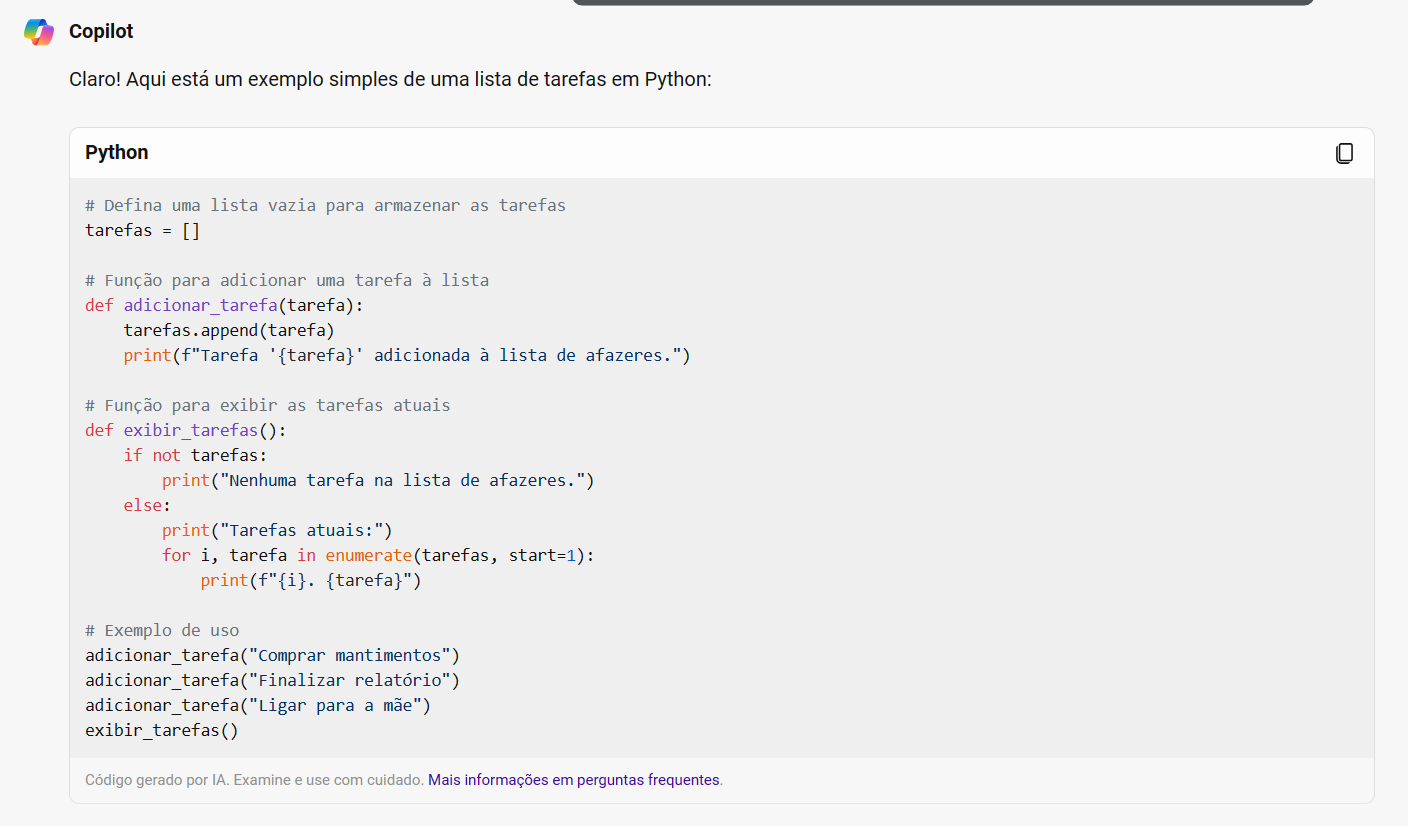 Copilot
Claro! Aqui está um exemplo simples de uma lista de tarefas em Python:
Python
# Defina uma lista vazia para armazenar as tarefas
tarefas = []
# Função para adicionar uma tarefa à lista
def adicionar_tarefa(tarefa):
    tarefas.append(tarefa)
    print(f"Tarefa '{tarefa}' adicionada à lista de afazeres.")
# Função para exibir as tarefas atuais
def exibir_tarefas():
    if not tarefas:
        print("Nenhuma tarefa na lista de afazeres.")
    else:
        print("Tarefas atuais:")
        for i, tarefa in enumerate(tarefas, start=1):
            print(f"{i}. {tarefa}")
# Exemplo de uso
adicionar_tarefa("Comprar mantimentos")
adicionar_tarefa("Finalizar relatório")
adicionar_tarefa("Ligar para a mãe")
exibir_tarefas()
Código gerado por IA. Examine e use com cuidado. Mais informações em perguntas frequentes.